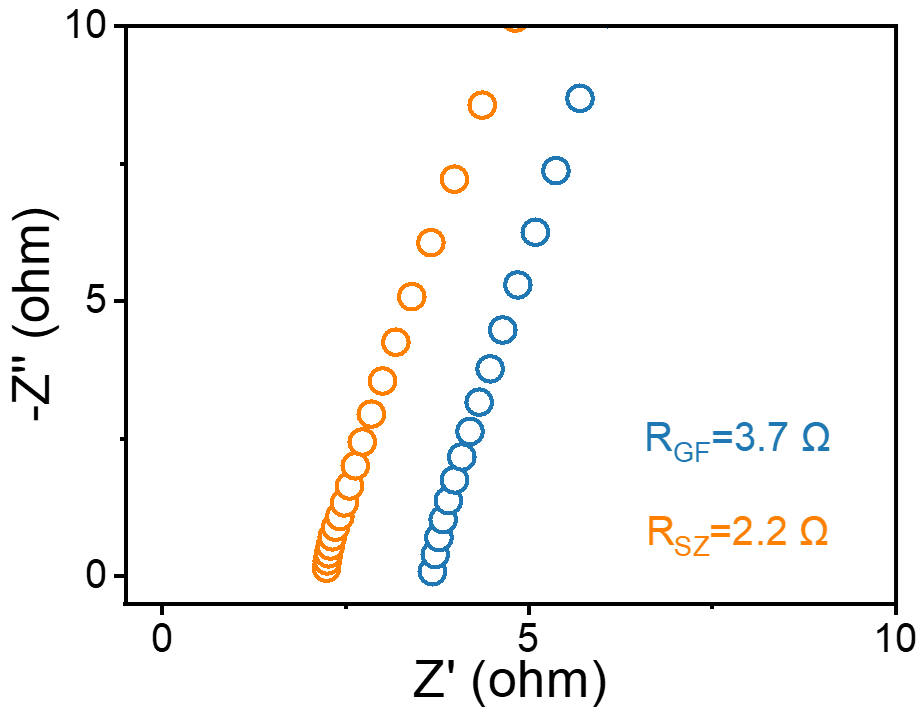 10
5
0
-Z" (ohm)
R_GF=3.7 Ω
R_SZ=2.2 Ω
0 5 10
Z' (ohm)